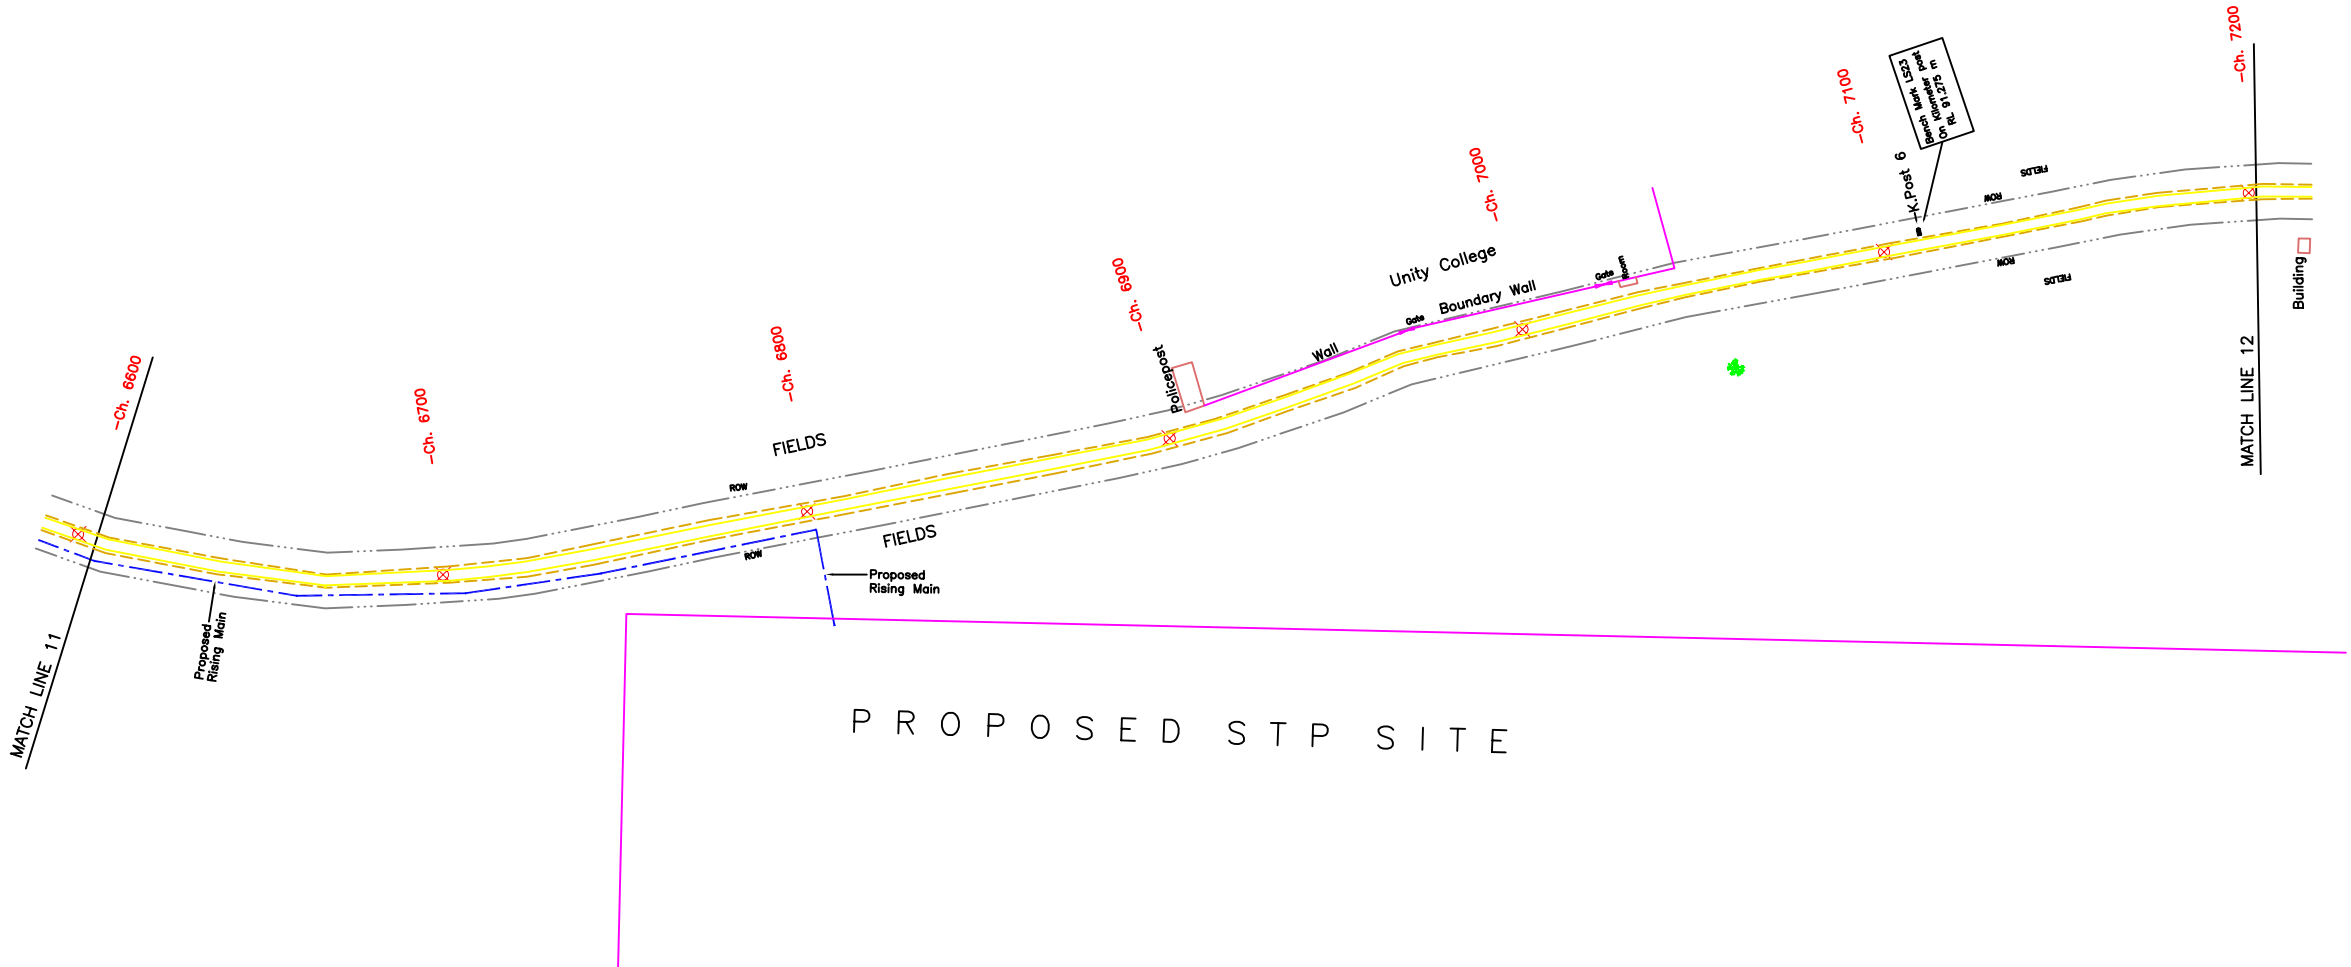 -Ch. 6600
-Ch. 6700
-Ch. 6800
-Ch. 6900
-Ch. 7000
-Ch. 7100
-Ch. 7200
Bench Mark LS23
On Kilometer post
RL 91.275 m
K.Post 6
FIELDS
ROW
ROW
FIELDS
Building
MATCH LINE 12
Unity College
Gate
Room
Boundary Wall
Gate
Wall
Policepost
FIELDS
ROW
FIELDS
ROW
Proposed
Rising Main
Proposed
Rising Main
MATCH LINE 11
PROPOSED STP SITE